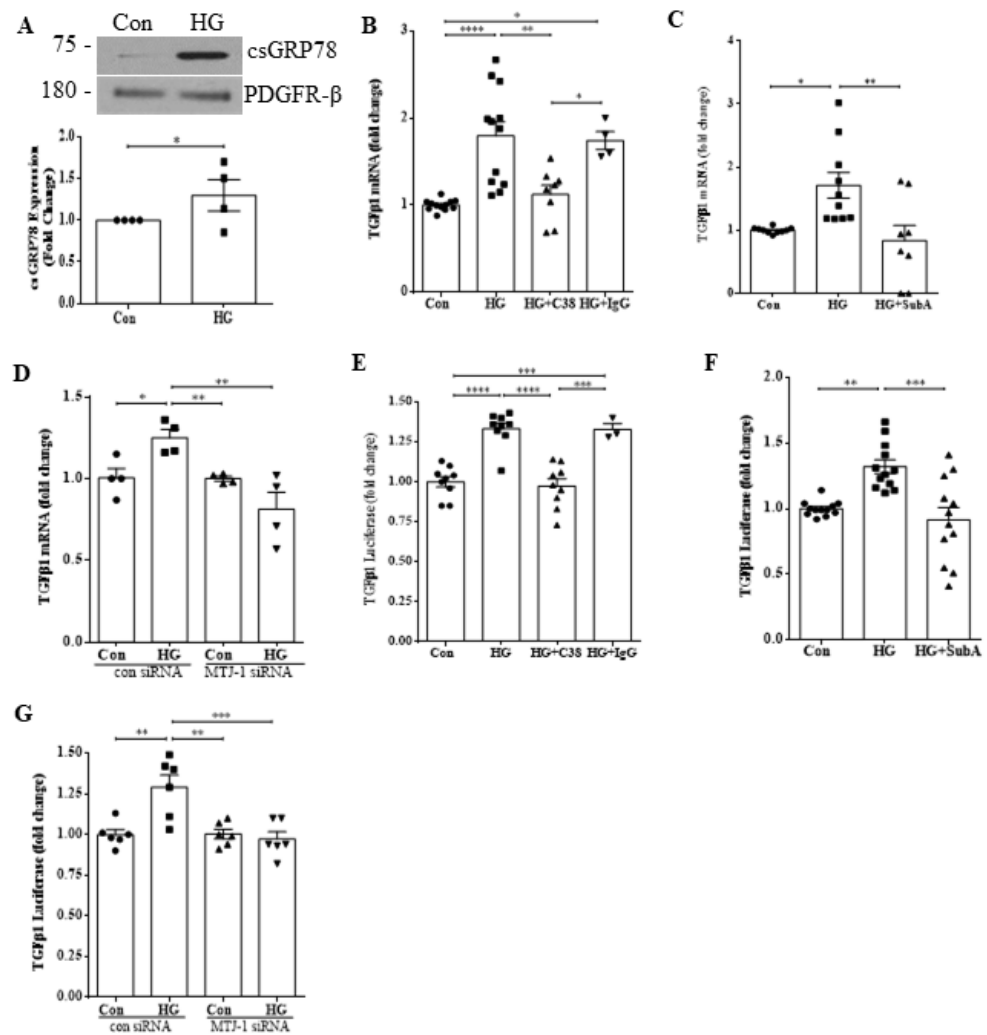 A
Con HG
75 - csGRP78
180 - PDGFR-β
cs GRP78 Expression
(Fold Change)
2.0
1.5
1.0
0.5
0.0
*
Con HG
B
TGFβ1 mRNA (fold change)
3
2
1
0
*
**** **
*
Con HG HG+C38 HG+IgG
C
TGFβ1 m RNA (fold change)
4
3
2
1
0
* **
Con HG HG+SubA
D
TGFβ1 mRNA (fold change)
1.5
1.0
0.5
0.0
**
* **
Con HG Con HG
con siRNA MTJ-1 siRNA
E
TGFβ1 Luciferase (fold change)
1.50
1.25
1.00
0.75
0.50
0.25
0.00
***
**** **** ***
Con HG HG+C38 HG+IgG
F
TGFβ1 Luciferase (fold change)
2.0
1.5
1.0
0.5
0.0
** ***
Con HG HG+SubA
G
TGFβ1 Luciferase (fold change)
1.50
1.25
1.00
0.75
0.50
0.25
0.00
***
** **
Con HG Con HG
con siRNA MTJ-1 siRNA